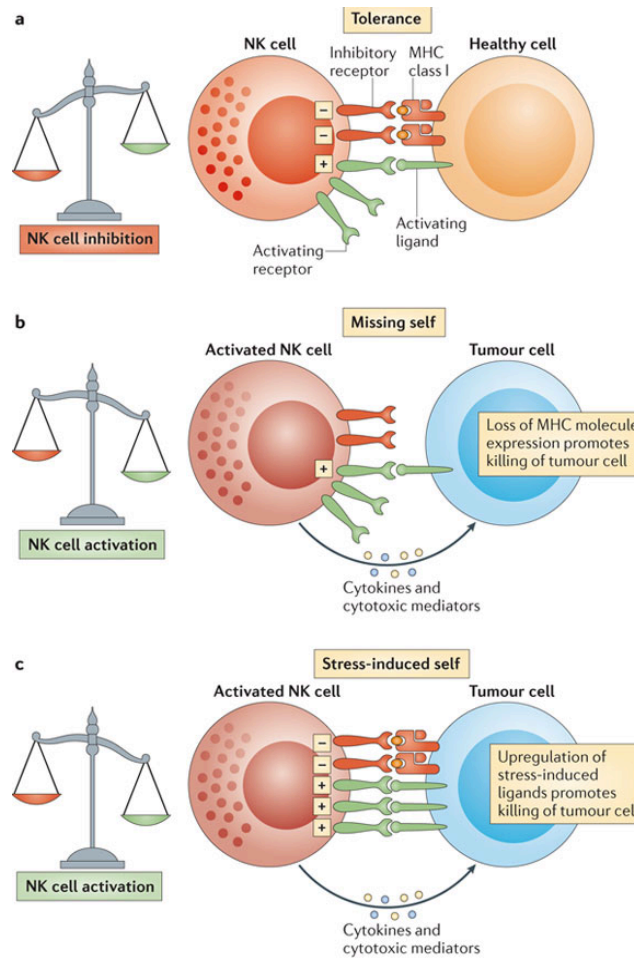 a
Tolerance
NK cell
Inhibitory
receptor
MHC
class I
Healthy cell
−
−
+
NK cell inhibition
Activating
receptor
Activating
ligand
b
Missing self
Activated NK cell
Tumour cell
+
Loss of MHC molecule
expression promotes
killing of tumour cell
NK cell activation
Cytokines and
cytotoxic mediators
c
Stress-induced self
Activated NK cell
Tumour cell
−
−
+
+
+
Upregulation of
stress-induced
ligands promotes
killing of tumour cel
NK cell activation
Cytokines and
cytotoxic mediators